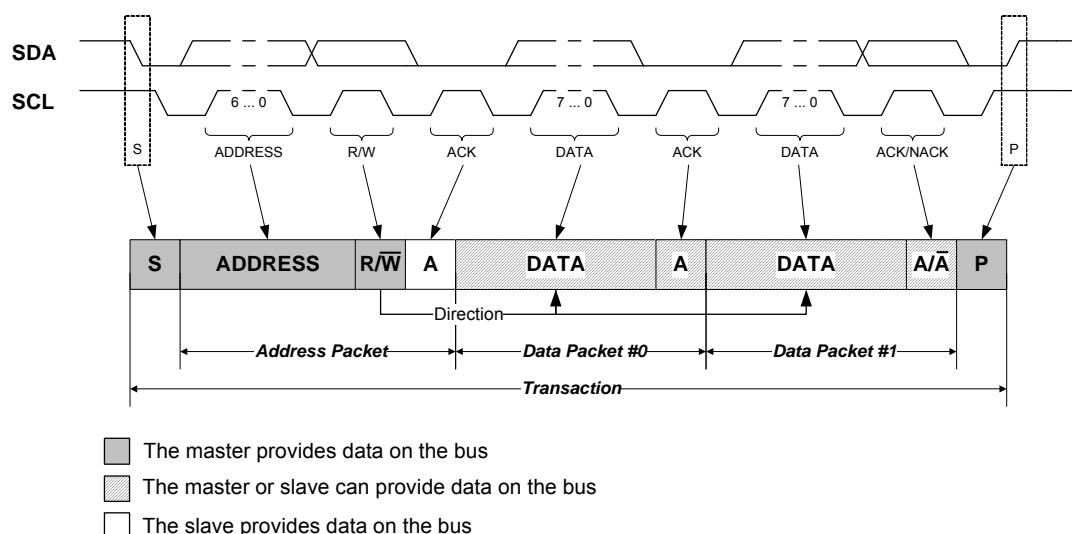 SDA
SCL
6 ... 0
7 ... 0
7 ... 0
S
ADDRESS
R/W
ACK
DATA
ACK
DATA
ACK/NACK
P
S
ADDRESS
R/W̅
A
DATA
A
DATA
A/A̅
P
Direction
Address Packet
Data Packet #0
Data Packet #1
Transaction
The master provides data on the bus
The master or slave can provide data on the bus
The slave provides data on the bus